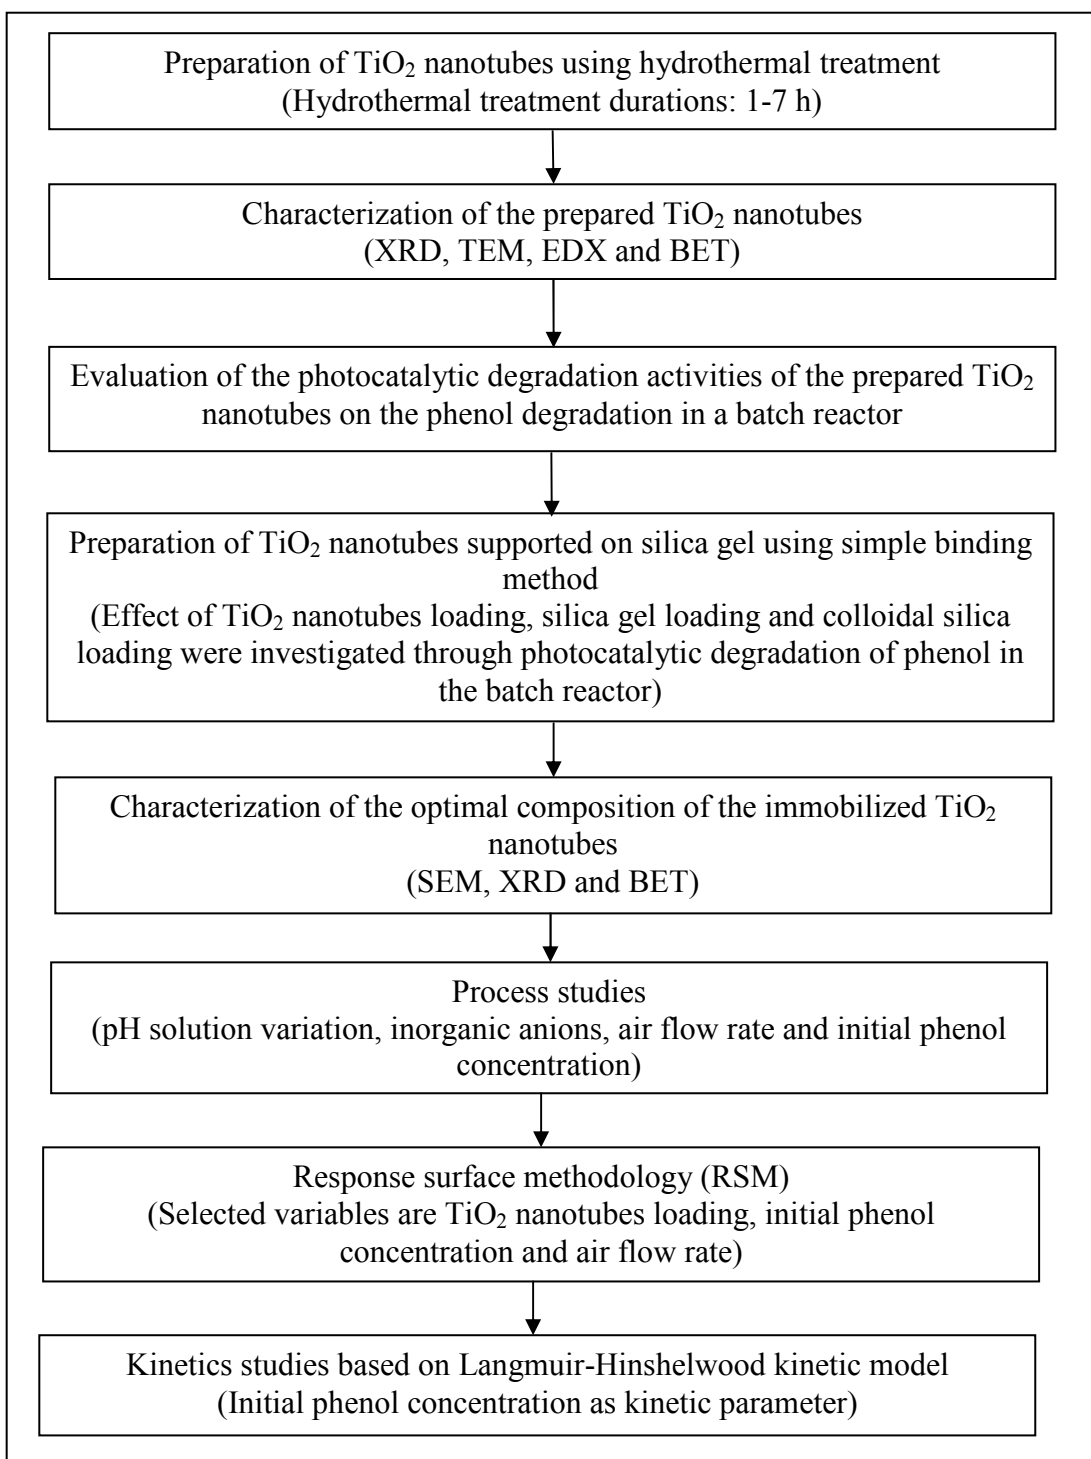 Preparation of TiO₂ nanotubes using hydrothermal treatment
(Hydrothermal treatment durations: 1-7 h)
Characterization of the prepared TiO₂ nanotubes
(XRD, TEM, EDX and BET)
Evaluation of the photocatalytic degradation activities of the prepared TiO₂
nanotubes on the phenol degradation in a batch reactor
Preparation of TiO₂ nanotubes supported on silica gel using simple binding
method
(Effect of TiO₂ nanotubes loading, silica gel loading and colloidal silica
loading were investigated through photocatalytic degradation of phenol in
the batch reactor)
Characterization of the optimal composition of the immobilized TiO₂
nanotubes
(SEM, XRD and BET)
Process studies
(pH solution variation, inorganic anions, air flow rate and initial phenol
concentration)
Response surface methodology (RSM)
(Selected variables are TiO₂ nanotubes loading, initial phenol
concentration and air flow rate)
Kinetics studies based on Langmuir-Hinshelwood kinetic model
(Initial phenol concentration as kinetic parameter)